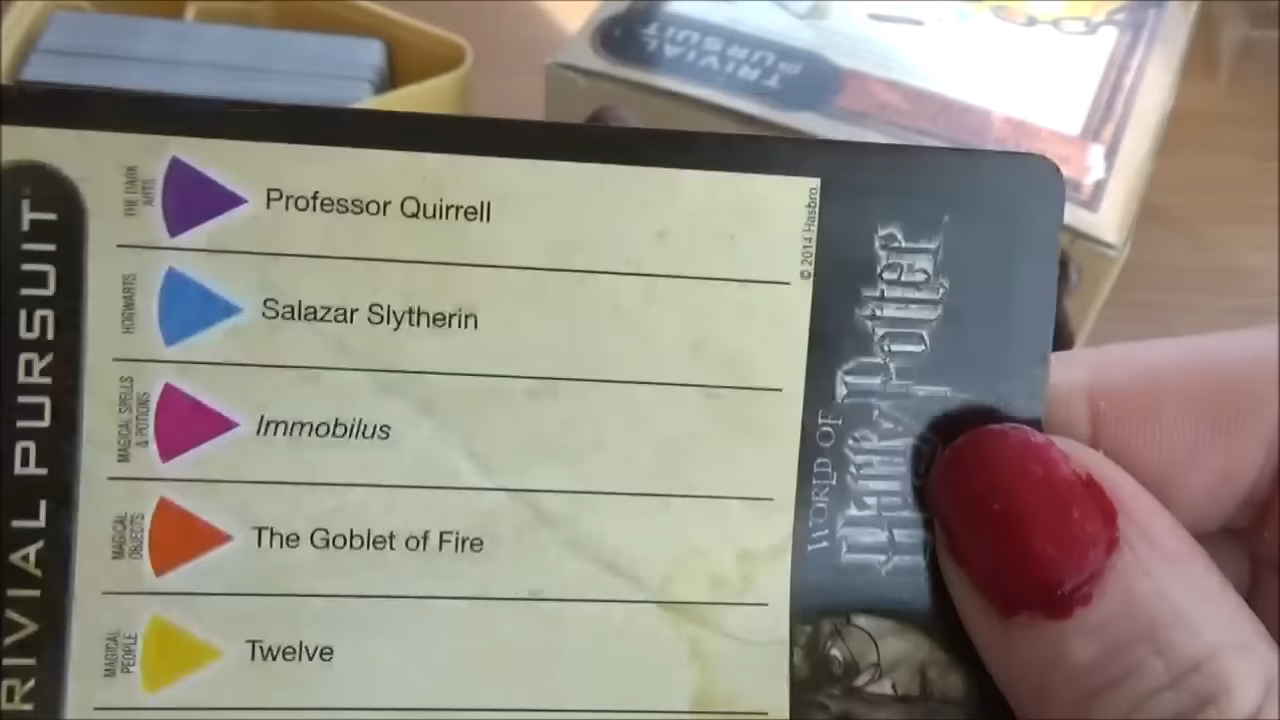 TRIVIAL
PURSUIT
RIVIAL PURSUIT
THE DARK
ARTS
Professor Quirrell
HOGWARTS
Salazar Slytherin
MAGICAL SPELLS
& POTIONS
Immobilus
MAGICAL
OBJECTS
The Goblet of Fire
MAGICAL
PEOPLE
Twelve
© 2014 Hasbro.
WORLD OF
Harry Potter